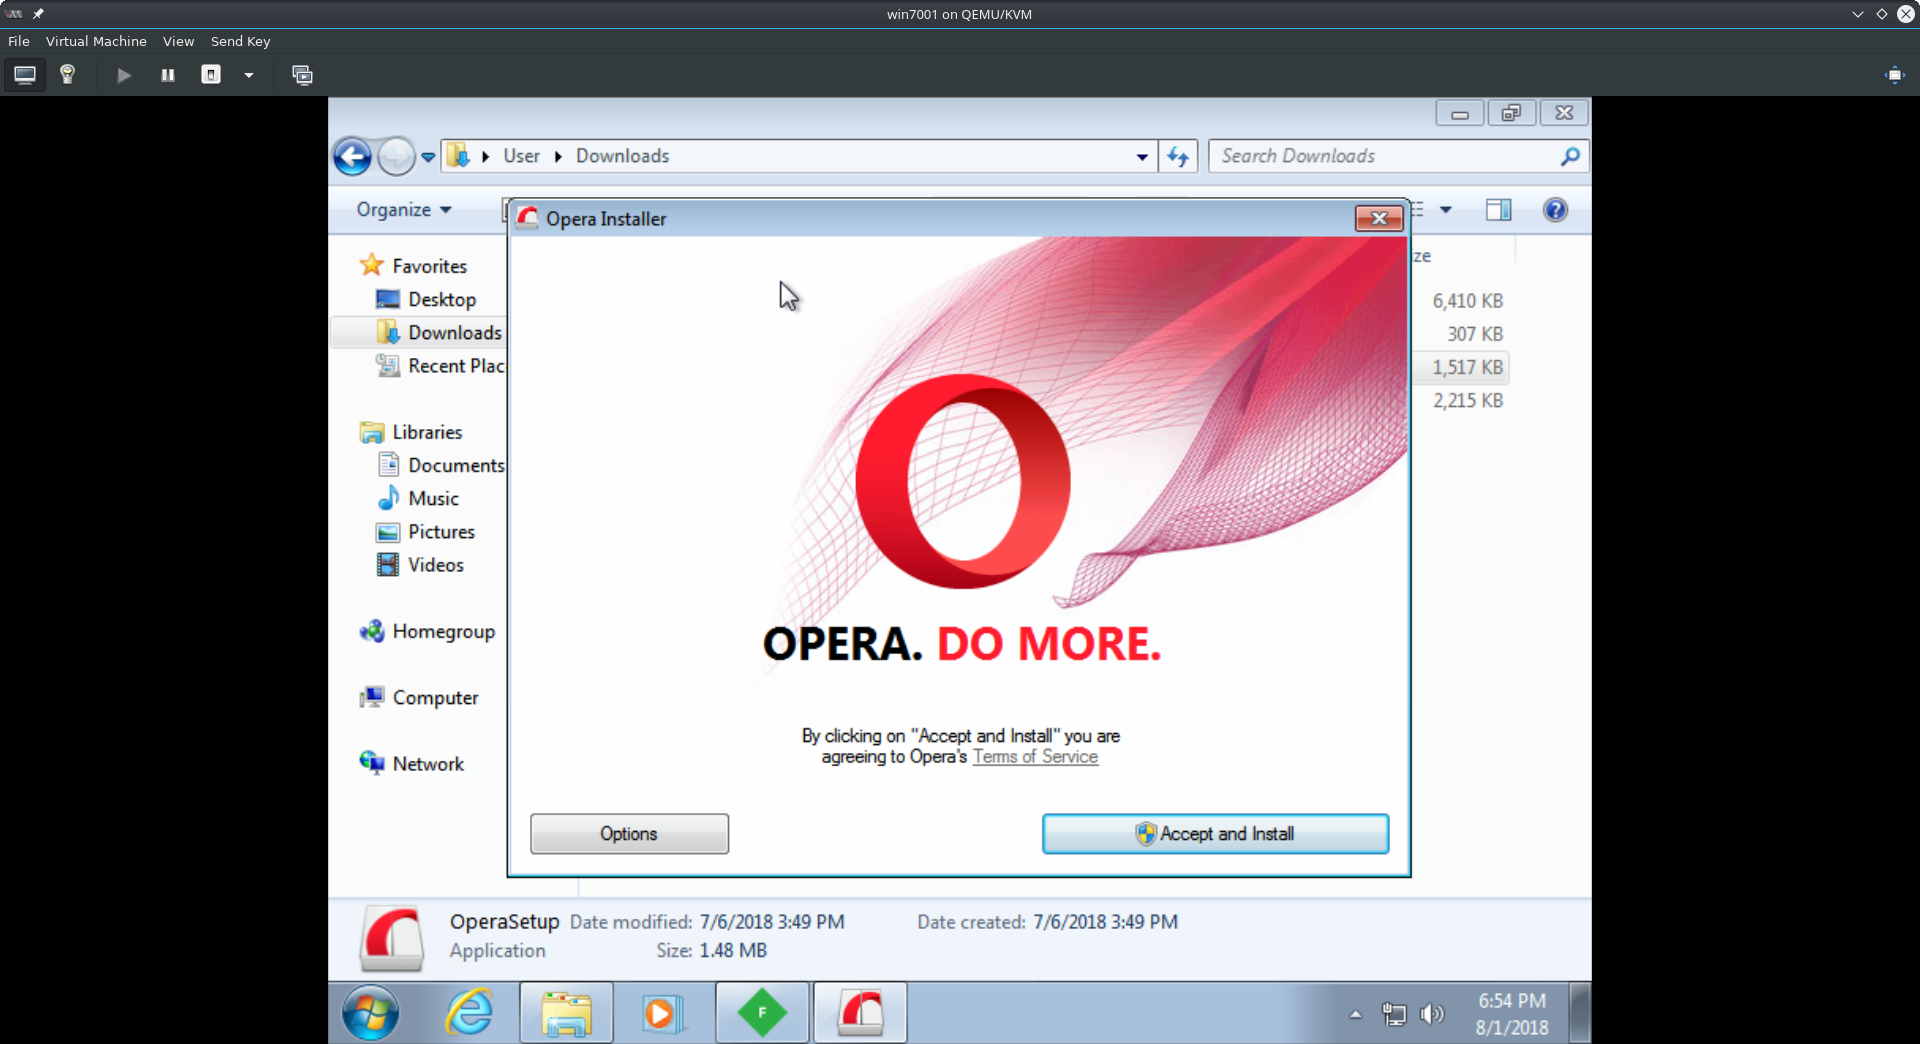 win7001 on QEMU/KVM
File Virtual Machine View Send Key
User Downloads
Search Downloads
Organize
Opera Installer
ze
Favorites
Desktop
6,410 KB
Downloads
307 KB
Recent Plac
1,517 KB
2,215 KB
Libraries
Documents
Music
Pictures
Videos
Homegroup
OPERA. DO MORE.
Computer
By clicking on "Accept and Install" you are
agreeing to Opera's Terms of Service
Network
Options
Accept and Install
OperaSetup Date modified: 7/6/2018 3:49 PM Date created: 7/6/2018 3:49 PM
Application Size: 1.48 MB
F
6:54 PM
8/1/2018